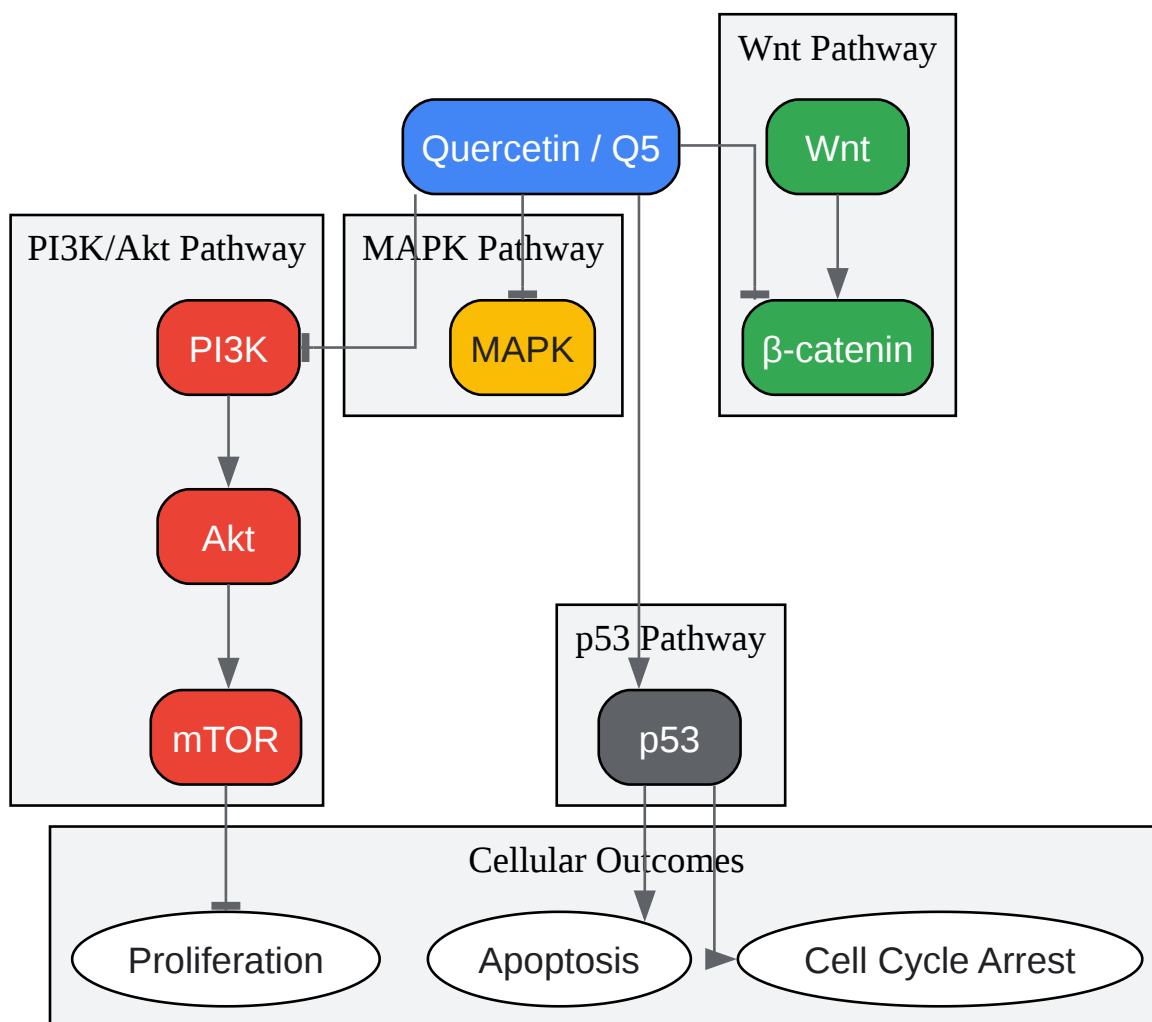 Wnt Pathway
Quercetin / Q5
Wnt
PI3K/Akt Pathway
MAPK Pathway
PI3K
MAPK
β-catenin
Akt
p53 Pathway
mTOR
p53
Cellular Outcomes
Proliferation
Apoptosis
Cell Cycle Arrest